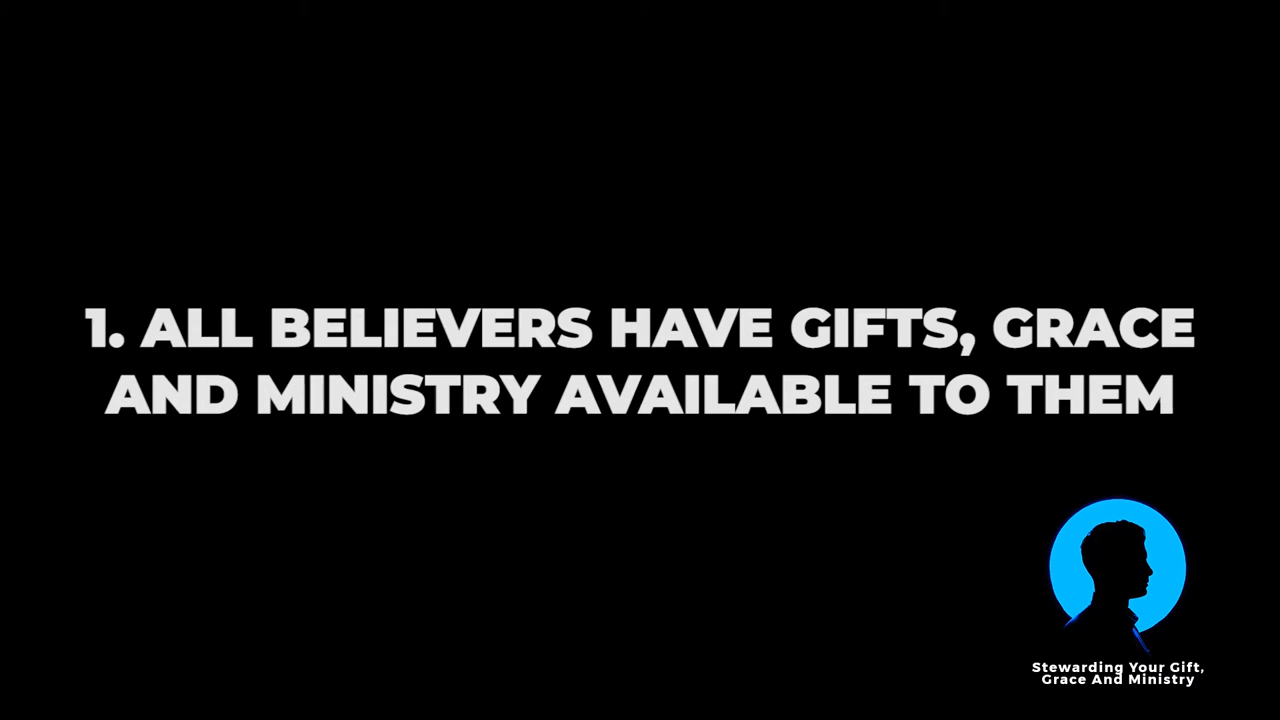 1. ALL BELIEVERS HAVE GIFTS, GRACE
AND MINISTRY AVAILABLE TO THEM
Stewarding Your Gift,
Grace And Ministry